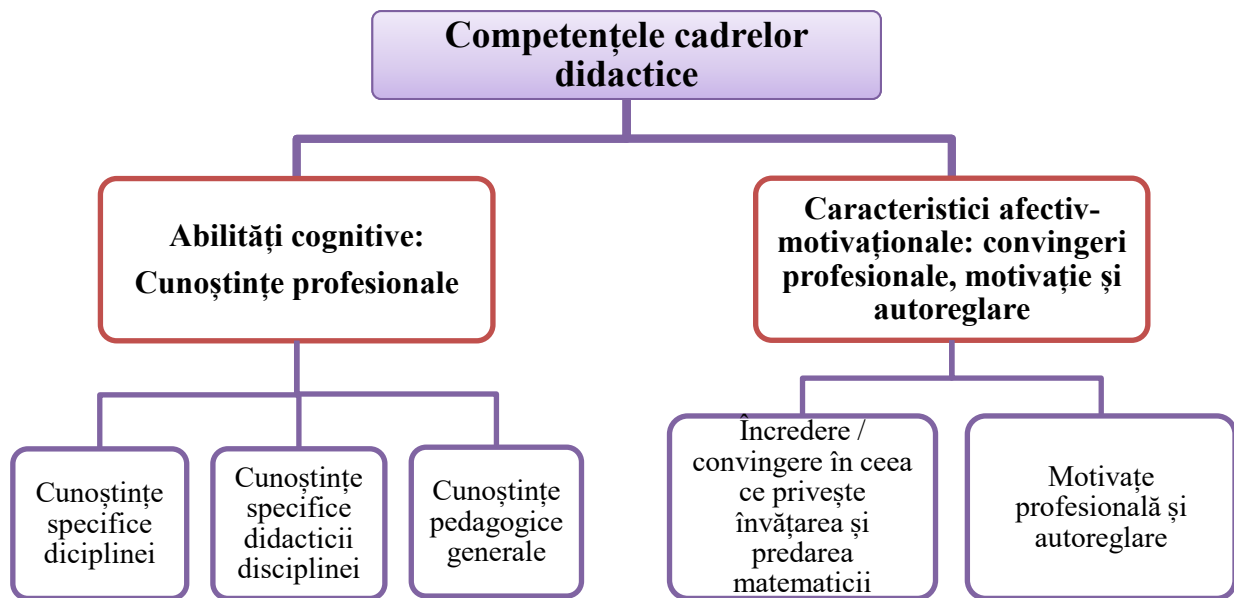 Competențele cadrelor
didactice
Abilități cognitive:
Cunoștințe profesionale
Caracteristici afectiv-
motivaționale: convingeri
profesionale, motivație și
autoreglare
Cunoștințe
specifice
diciplinei
Cunoștințe
specifice
didacticii
disciplinei
Cunoștințe
pedagogice
generale
Încredere /
convingere în ceea
ce privește
învățarea și
predarea
matematicii
Motivațe
profesională și
autoreglare